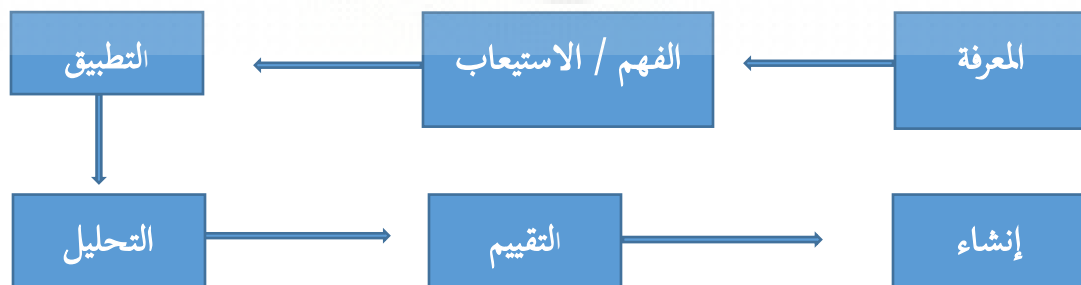 المعرفة
الفهم / الاستيعاب
التطبيق
التحليل
التقييم
إنشاء